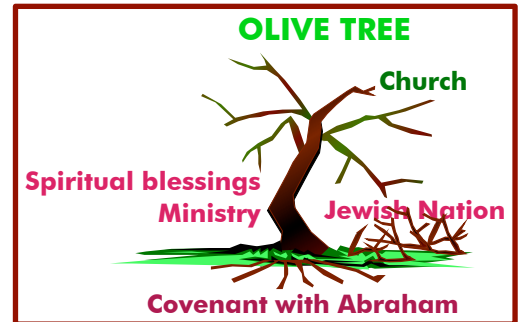 OLIVE TREE
Church
Spiritual blessings
Ministry
Jewish Nation
Covenant with Abraham